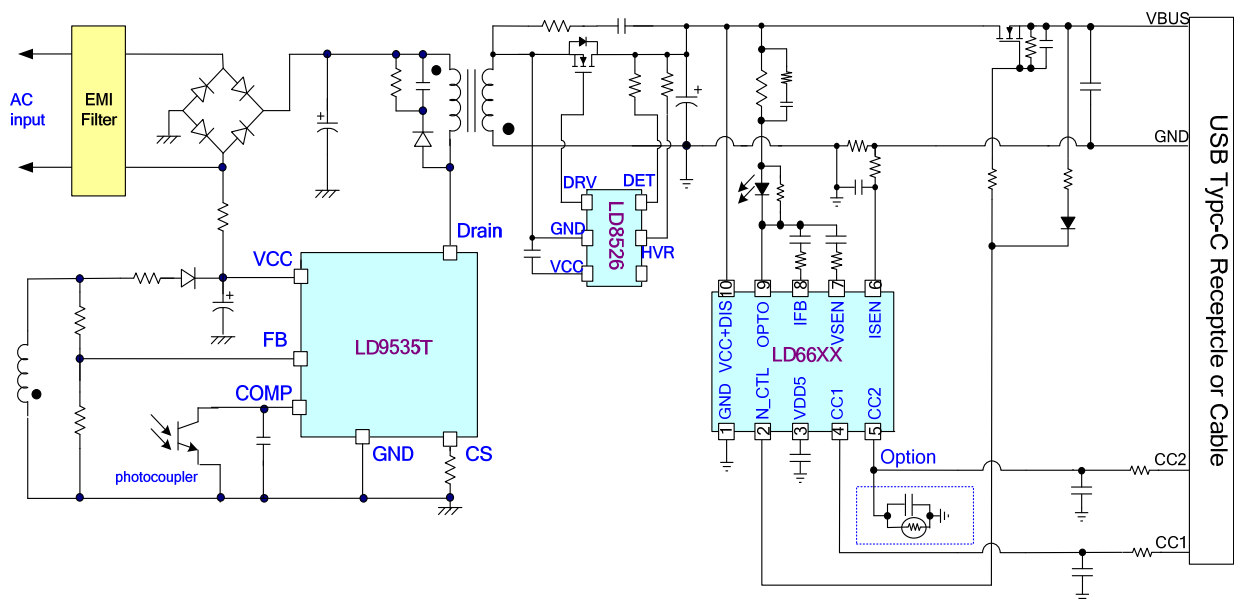 VBUS
AC
input
EMI
Filter
+
+
GND
DRV
DET
LD8526
GND
HVR
VCC
Drain
VCC
+
FB
LD9535T
COMP
photocoupler
GND
CS
10
9
8
7
6
VCC+DIS
OPTO
IFB
VSEN
ISEN
LD66XX
GND
N_CTL
VDD5
CC1
CC2
1
2
3
4
5
Option
CC2
CC1
USB Typc-C Receptcle or Cable